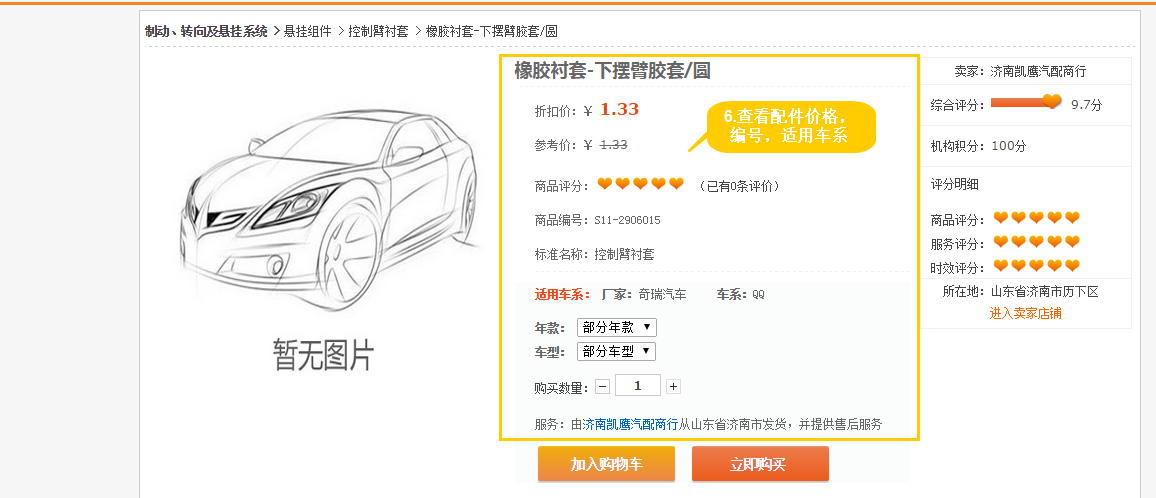 制动、转向及悬挂系统 > 悬挂组件 > 控制臂衬套 > 橡胶衬套-下摆臂胶套/圆
暂无图片
橡胶衬套-下摆臂胶套/圆
折扣价：¥ 1.33
参考价：¥ 1.33
6.查看配件价格，
编号，适用车系
商品评分： （已有0条评价）
商品编号：S11-2906015
标准名称：控制臂衬套
适用车系： 厂家：奇瑞汽车 车系：QQ
年款： 部分年款 ▼
车型： 部分车型 ▼
购买数量： − 1 +
服务：由济南凯鹰汽配商行从山东省济南市发货，并提供售后服务
加入购物车 立即购买
卖家：济南凯鹰汽配商行
综合评分： 9.7分
机构积分：100分
评分明细
商品评分：
服务评分：
时效评分：
所在地：山东省济南市历下区
进入卖家店铺